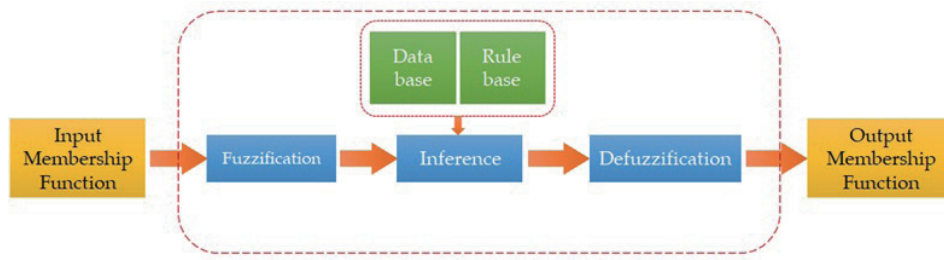 Data
base
Rule
base
Input
Membership
Function
Fuzzification
Inference
Defuzzification
Output
Membership
Function